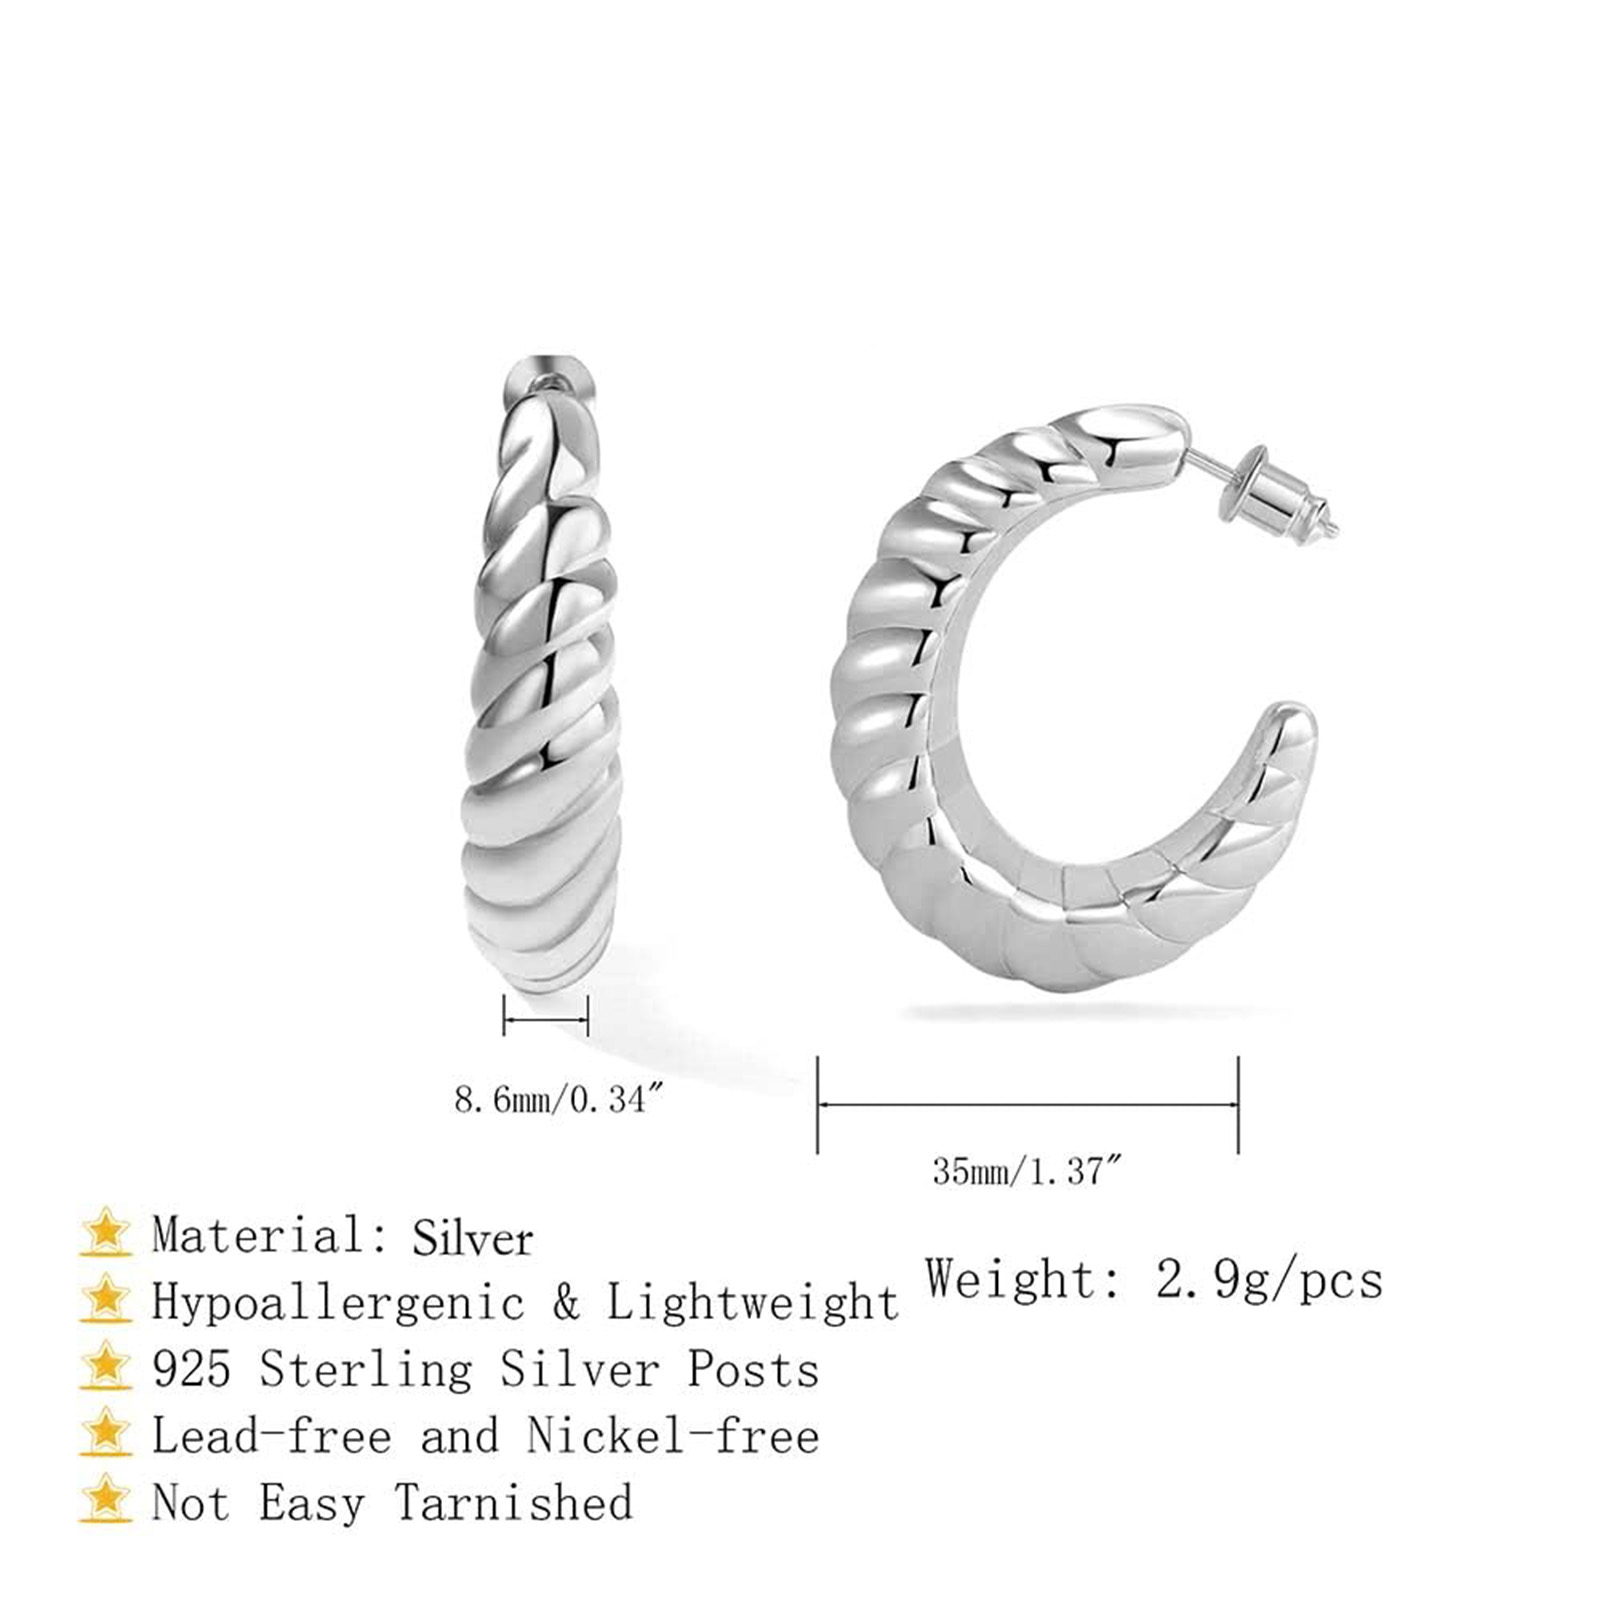 8.6mm/0.34″
35mm/1.37″
Material: Silver
Hypoallergenic & Lightweight
925 Sterling Silver Posts
Lead-free and Nickel-free
Not Easy Tarnished
Weight: 2.9g/pcs